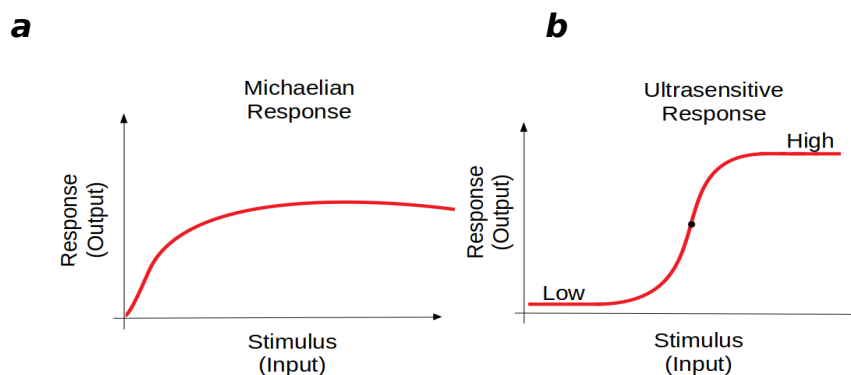 a
Michaelian
Response
Response
(Output)
Stimulus
(Input)
b
Ultrasensitive
Response
High
Low
Response
(Output)
Stimulus
(Input)